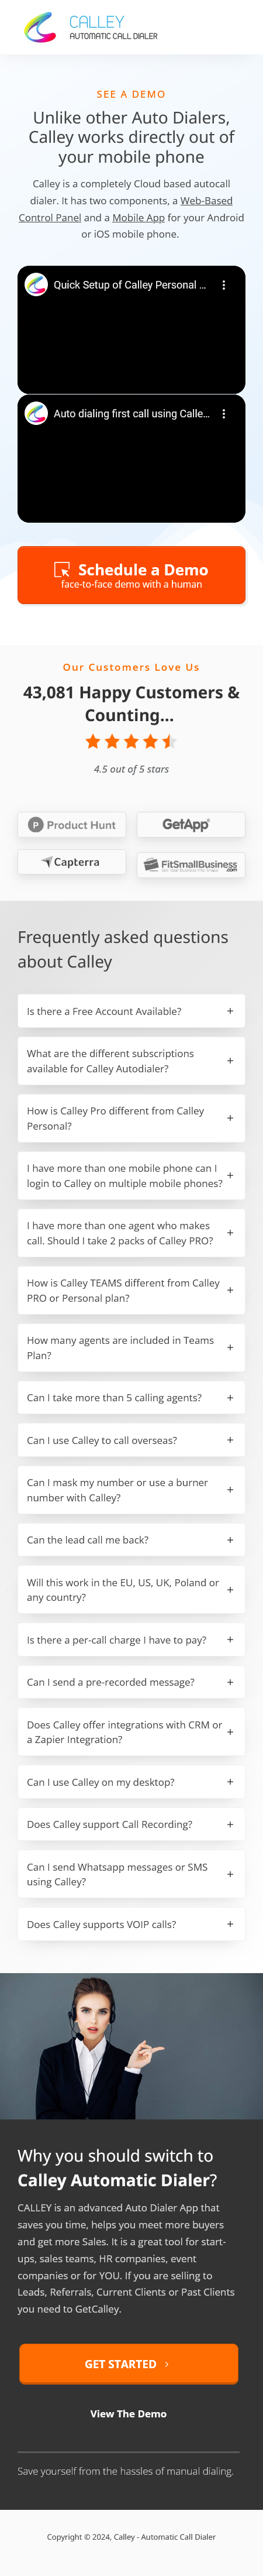 CALLEY
AUTOMATIC CALL DIALER
SEE A DEMO
Unlike other Auto Dialers,
Calley works directly out of
your mobile phone
Calley is a completely Cloud based autocall
dialer. It has two components, a Web-Based
Control Panel and a Mobile App for your Android
or iOS mobile phone.
Quick Setup of Calley Personal ...
Auto dialing first call using Calle...
Schedule a Demo
face-to-face demo with a human
Our Customers Love Us
43,081 Happy Customers &
Counting...
4.5 out of 5 stars
P Product Hunt
GetApp
Capterra
FitSmallBusiness
.com
Frequently asked questions
about Calley
Is there a Free Account Available?
What are the different subscriptions
available for Calley Autodialer?
How is Calley Pro different from Calley
Personal?
I have more than one mobile phone can I
login to Calley on multiple mobile phones?
I have more than one agent who makes
call. Should I take 2 packs of Calley PRO?
How is Calley TEAMS different from Calley
PRO or Personal plan?
How many agents are included in Teams
Plan?
Can I take more than 5 calling agents?
Can I use Calley to call overseas?
Can I mask my number or use a burner
number with Calley?
Can the lead call me back?
Will this work in the EU, US, UK, Poland or
any country?
Is there a per-call charge I have to pay?
Can I send a pre-recorded message?
Does Calley offer integrations with CRM or
a Zapier Integration?
Can I use Calley on my desktop?
Does Calley support Call Recording?
Can I send Whatsapp messages or SMS
using Calley?
Does Calley supports VOIP calls?
Why you should switch to
Calley Automatic Dialer?
CALLEY is an advanced Auto Dialer App that
saves you time, helps you meet more buyers
and get more Sales. It is a great tool for start-
ups, sales teams, HR companies, event
companies or for YOU. If you are selling to
Leads, Referrals, Current Clients or Past Clients
you need to GetCalley.
GET STARTED
View The Demo
Save yourself from the hassles of manual dialing.
Copyright © 2024, Calley - Automatic Call Dialer